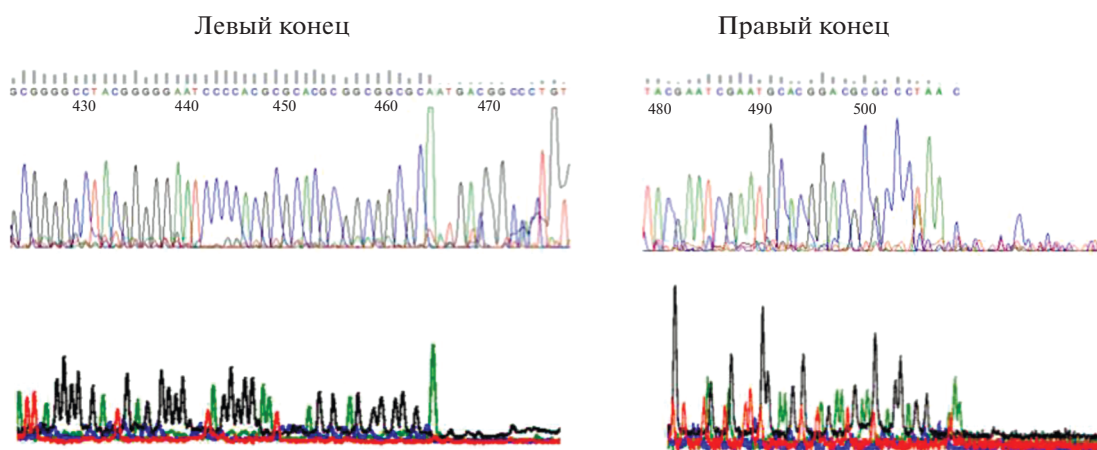 Левый конец
Правый конец
GCGGGGCCTACGGGGGAATCCCCACGCGCACGCGGCGGCGCAATGACGGCCCTGT
430 440 450 460 470
TACGAATCGAATGCACGGACGCGCCCTAA C
480 490 500